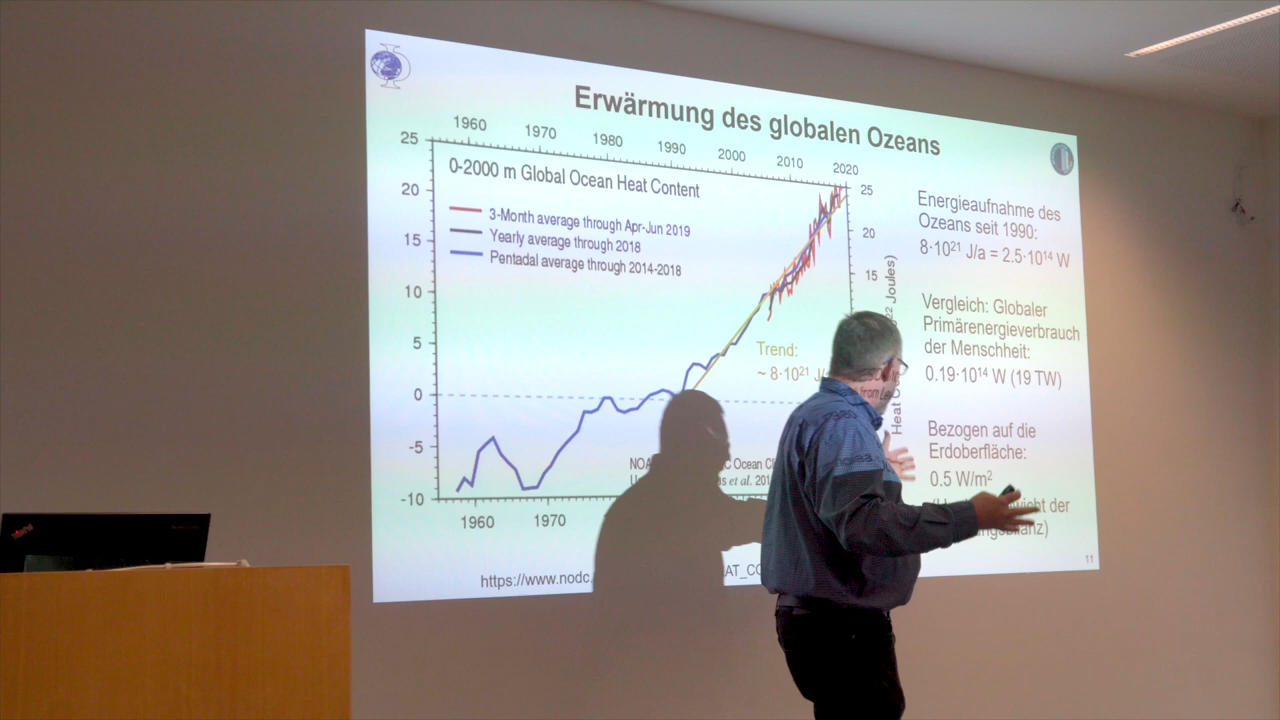 Erwärmung des globalen Ozeans
1960 1970 1980 1990 2000 2010 2020
25
20
15
10
5
0
-5
-10
0-2000 m Global Ocean Heat Content
3-Month average through Apr-Jun 2019
Yearly average through 2018
Pentadal average through 2014-2018
25
20
15
22 Joules)
Heat
Trend:
~ 8·10²¹ J/
NOA
Ocean
et al. 201
1960 1970
https://www.nodc.
AT_CO
Energieaufnahme des
Ozeans seit 1990:
8·10²¹ J/a = 2.5·10¹⁴ W
Vergleich: Globaler
Primärenergieverbrauch
der Menschheit:
0.19·10¹⁴ W (19 TW)
Bezogen auf die
Erdoberfläche:
0.5 W/m²
der
11